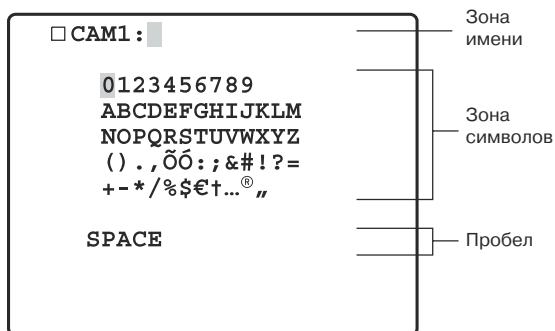 □CAM1:
Зона
имени
0123456789
ABCDEFGHIJKLM
NOPQRSTUVWXYZ
().,ÕÓ:;&#!?=
+-*/%$€†…®„
Зона
символов
SPACE
Пробел